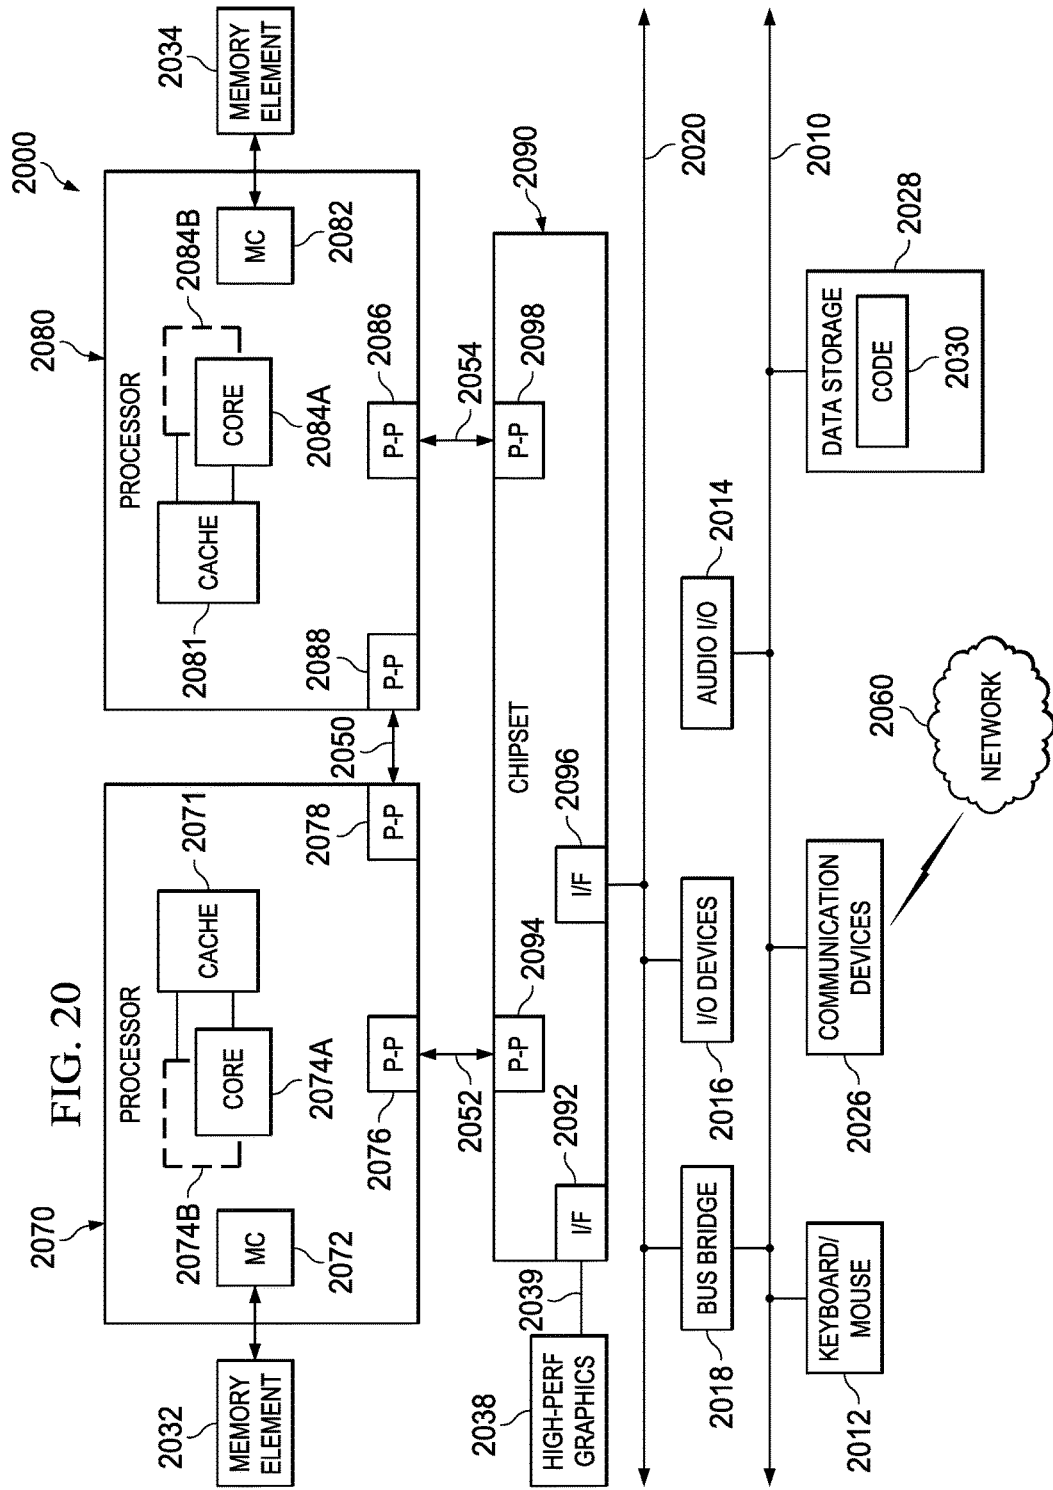 FIG. 20
2000
2070
PROCESSOR
2074B
CORE
2074A
CACHE
2071
MC
2072
2032
MEMORY
ELEMENT
P-P
2076
P-P
2078
2050
2080
PROCESSOR
CACHE
2081
CORE
2084A
2084B
MC
2082
2034
MEMORY
ELEMENT
P-P
2088
P-P
2086
2052
2054
2090
CHIPSET
P-P
2094
P-P
2098
I/F
2092
I/F
2096
2039
2038
HIGH-PERF
GRAPHICS
2020
BUS BRIDGE
2018
I/O DEVICES
2016
AUDIO I/O
2014
2010
KEYBOARD/
MOUSE
2012
COMMUNICATION
DEVICES
2026
2060
NETWORK
DATA STORAGE
2028
CODE
2030